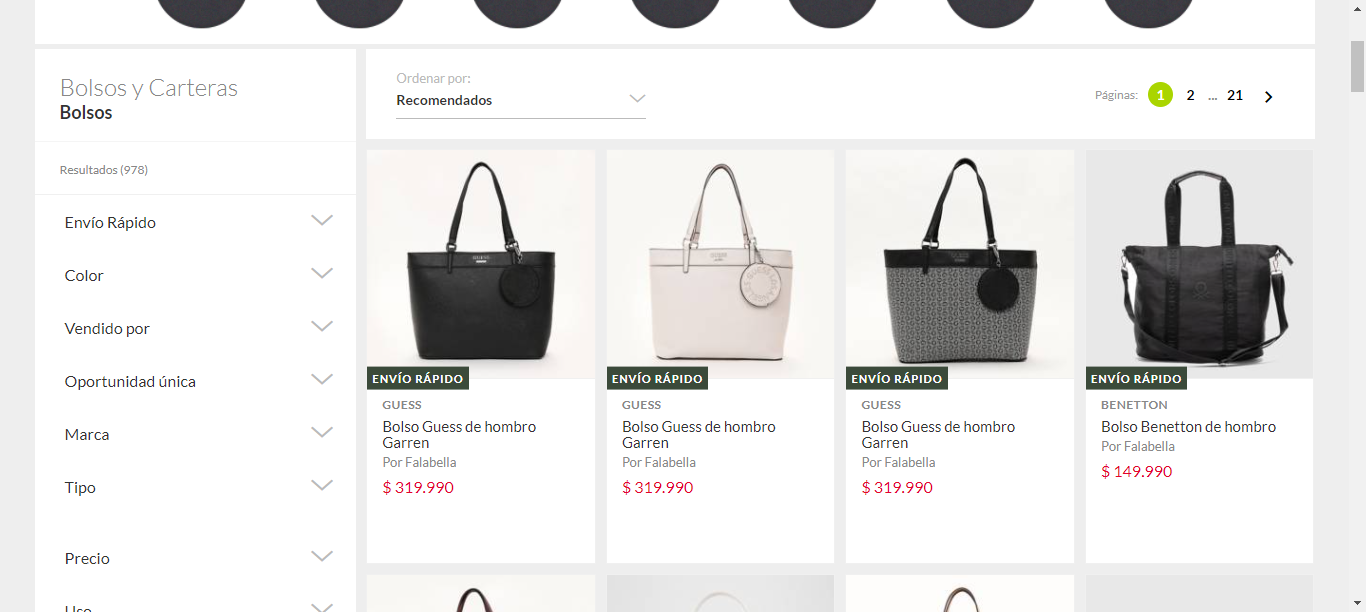 Bolsos y Carteras
Bolsos
Resultados (978)
Envío Rápido
Color
Vendido por
Oportunidad única
Marca
Tipo
Precio
Uso
Ordenar por:
Recomendados
Páginas: 1 2 ... 21
GUESS
ENVÍO RÁPIDO
GUESS
Bolso Guess de hombro
Garren
Por Falabella
$ 319.990
GUESS
ENVÍO RÁPIDO
GUESS
Bolso Guess de hombro
Garren
Por Falabella
$ 319.990
GUESS
ENVÍO RÁPIDO
GUESS
Bolso Guess de hombro
Garren
Por Falabella
$ 319.990
ENVÍO RÁPIDO
BENETTON
Bolso Benetton de hombro
Por Falabella
$ 149.990